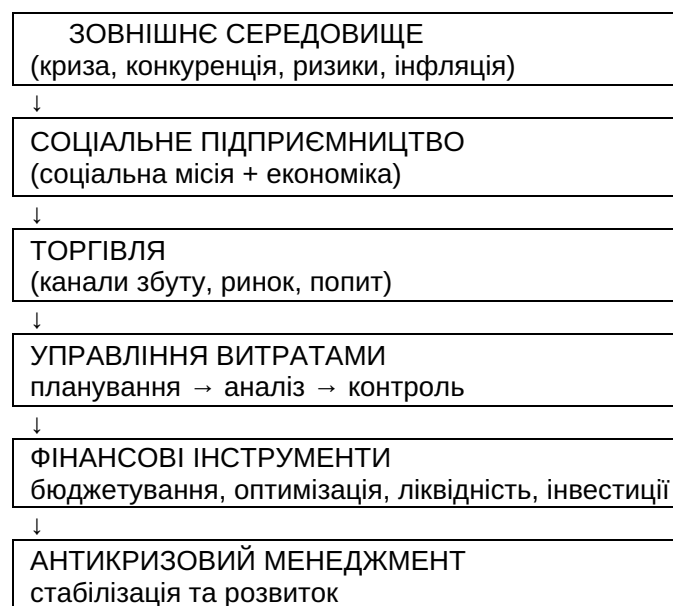 ЗОВНІШНЄ СЕРЕДОВИЩЕ
(криза, конкуренція, ризики, інфляція)
↓
СОЦІАЛЬНЕ ПІДПРИЄМНИЦТВО
(соціальна місія + економіка)
↓
ТОРГІВЛЯ
(канали збуту, ринок, попит)
↓
УПРАВЛІННЯ ВИТРАТАМИ
планування → аналіз → контроль
↓
ФІНАНСОВІ ІНСТРУМЕНТИ
бюджетування, оптимізація, ліквідність, інвестиції
↓
АНТИКРИЗОВИЙ МЕНЕДЖМЕНТ
стабілізація та розвиток